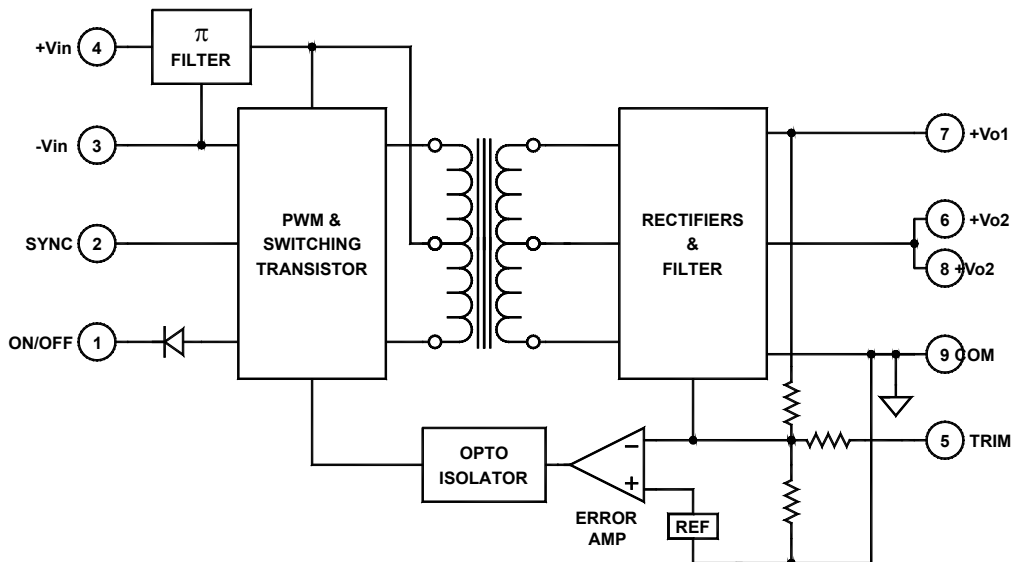 π
FILTER
+Vin
4
-Vin
3
SYNC
2
ON/OFF
1
PWM &
SWITCHING
TRANSISTOR
RECTIFIERS
&
FILTER
7
+Vo1
6
+Vo2
8
+Vo2
9
COM
5
TRIM
OPTO
ISOLATOR
−
+
ERROR
AMP
REF